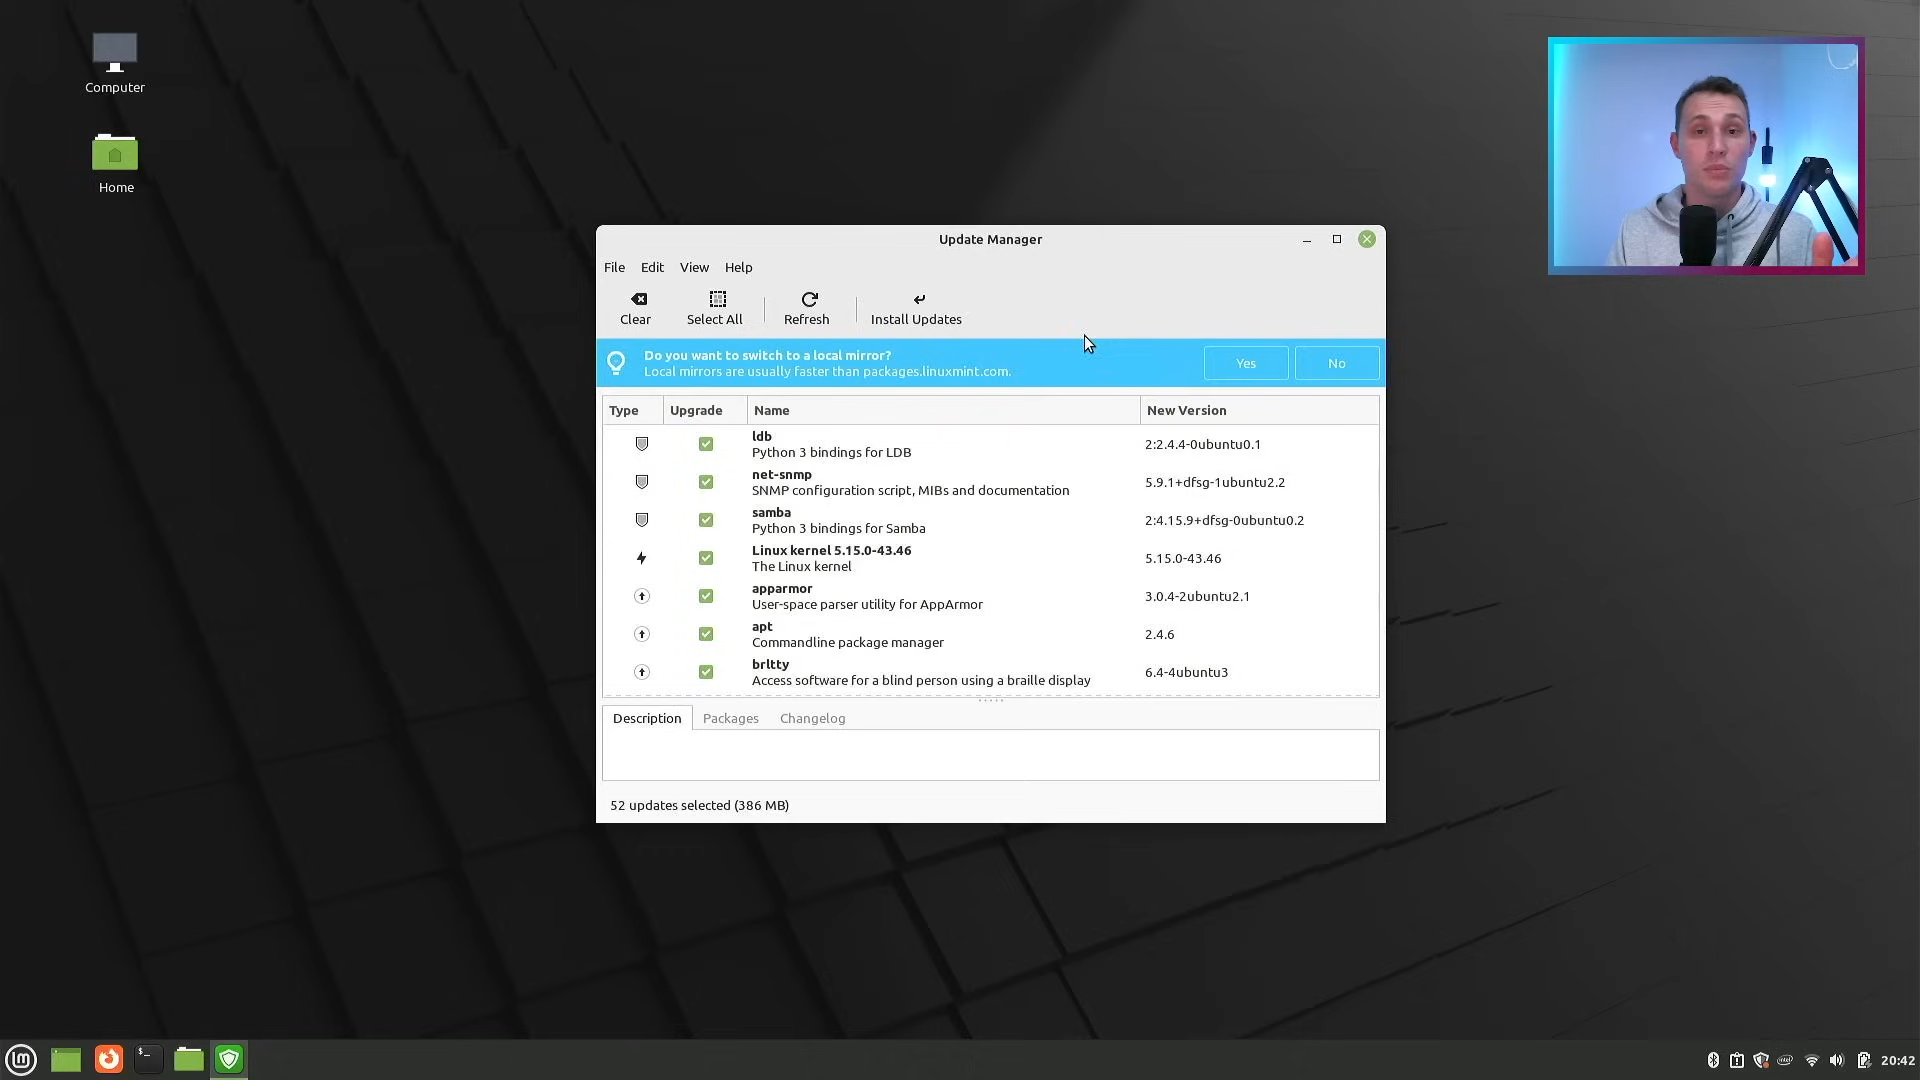 Computer
Home
Update Manager
File Edit View Help
Clear Select All Refresh Install Updates
Do you want to switch to a local mirror?
Local mirrors are usually faster than packages.linuxmint.com.
Yes No
Type Upgrade Name New Version
ldb
Python 3 bindings for LDB
2:2.4.4-0ubuntu0.1
net-snmp
SNMP configuration script, MIBs and documentation
5.9.1+dfsg-1ubuntu2.2
samba
Python 3 bindings for Samba
2:4.15.9+dfsg-0ubuntu0.2
Linux kernel 5.15.0-43.46
The Linux kernel
5.15.0-43.46
apparmor
User-space parser utility for AppArmor
3.0.4-2ubuntu2.1
apt
Commandline package manager
2.4.6
brltty
Access software for a blind person using a braille display
6.4-4ubuntu3
Description Packages Changelog
52 updates selected (386 MB)
20:42